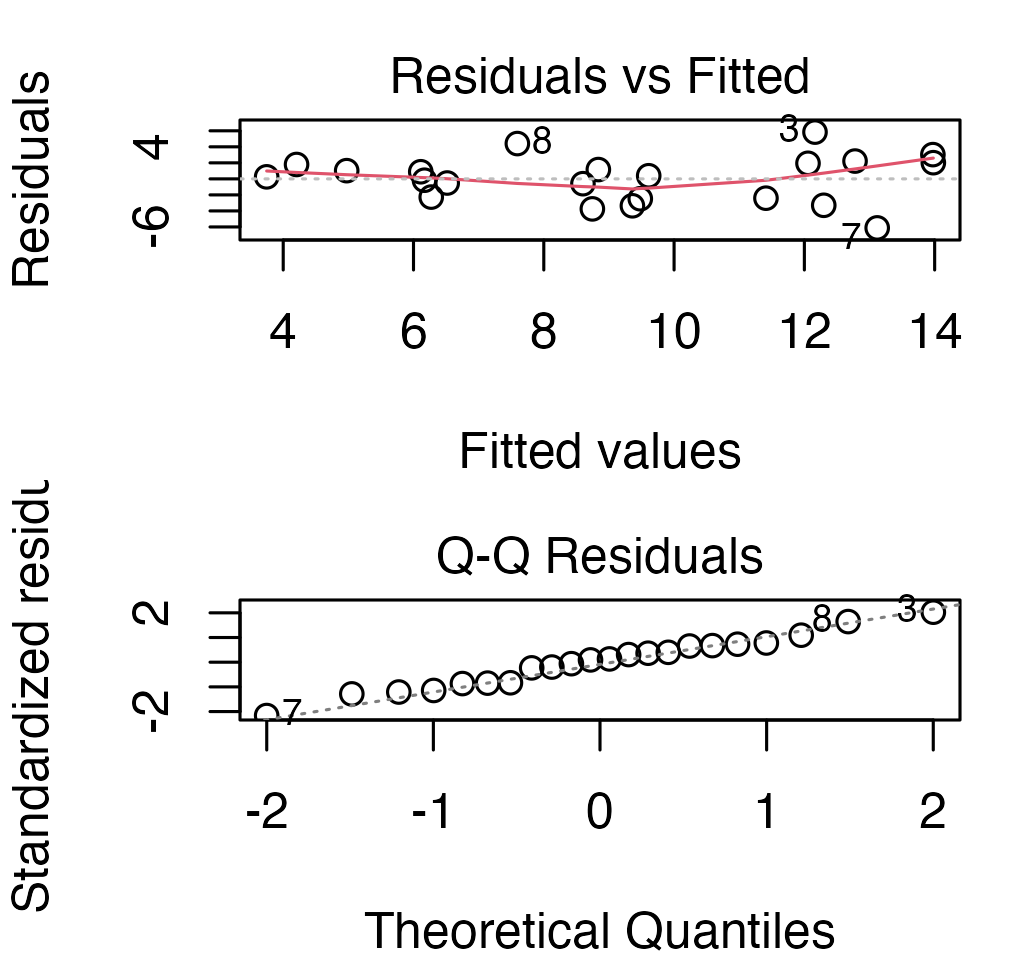 Residuals vs Fitted
Residuals
4
-6
8
3
7
4 6 8 10 12 14
Fitted values
Q-Q Residuals
Standardized
2
-2
7
8
3
-2 -1 0 1 2
Theoretical Quantiles